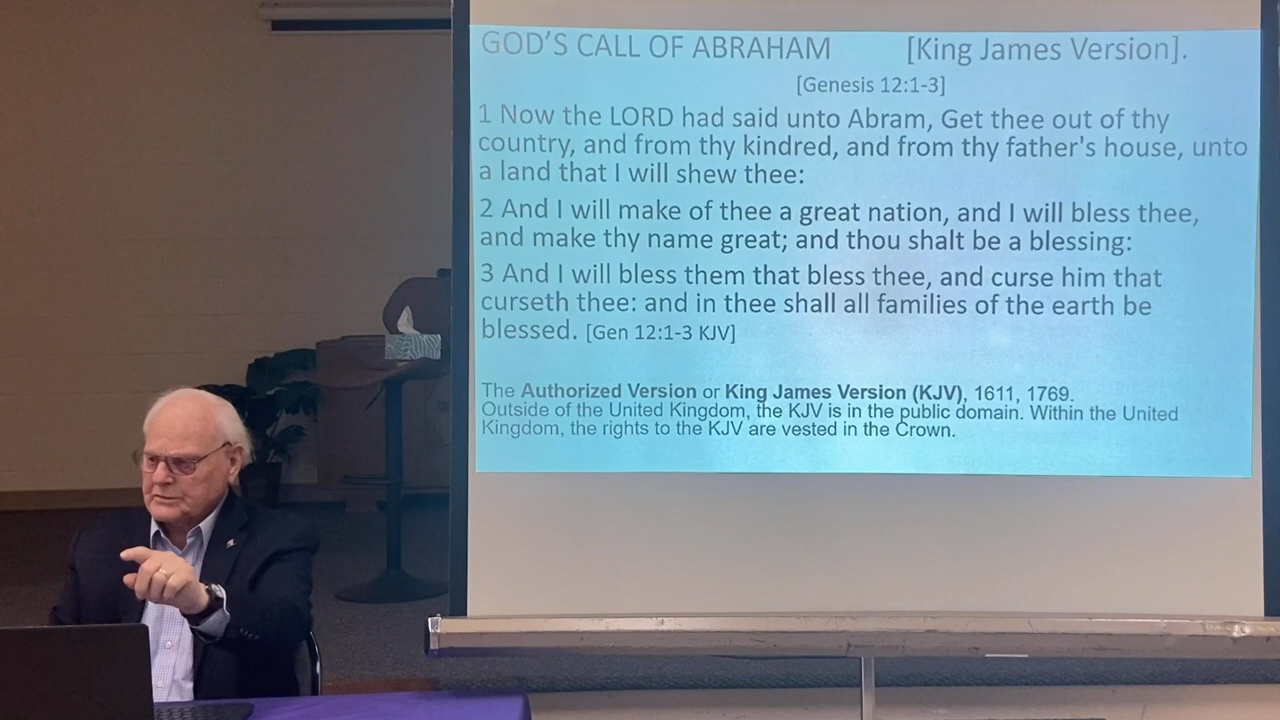 GOD'S CALL OF ABRAHAM [King James Version].
[Genesis 12:1-3]
1 Now the LORD had said unto Abram, Get thee out of thy
country, and from thy kindred, and from thy father's house, unto
a land that I will shew thee:
2 And I will make of thee a great nation, and I will bless thee,
and make thy name great; and thou shalt be a blessing:
3 And I will bless them that bless thee, and curse him that
curseth thee: and in thee shall all families of the earth be
blessed. [Gen 12:1-3 KJV]
The Authorized Version or King James Version (KJV), 1611, 1769.
Outside of the United Kingdom, the KJV is in the public domain. Within the United
Kingdom, the rights to the KJV are vested in the Crown.